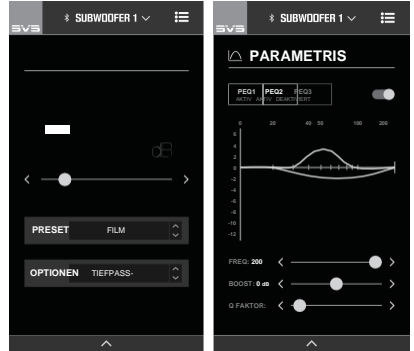 SVS
SUBWOOFER 1
dB
PRESET FILM
OPTIONEN TIEFPASS-
SVS
SUBWOOFER 1
PARAMETRIS
PEQ1 PEQ2 PEQ3
AKTIV AKTIV DEAKTIVIERT
0 20 40 50 100 200
6
4
2
0
-2
-4
-6
-8
-10
-12
FREQ: 200
BOOST: 0 dB
Q FAKTOR: